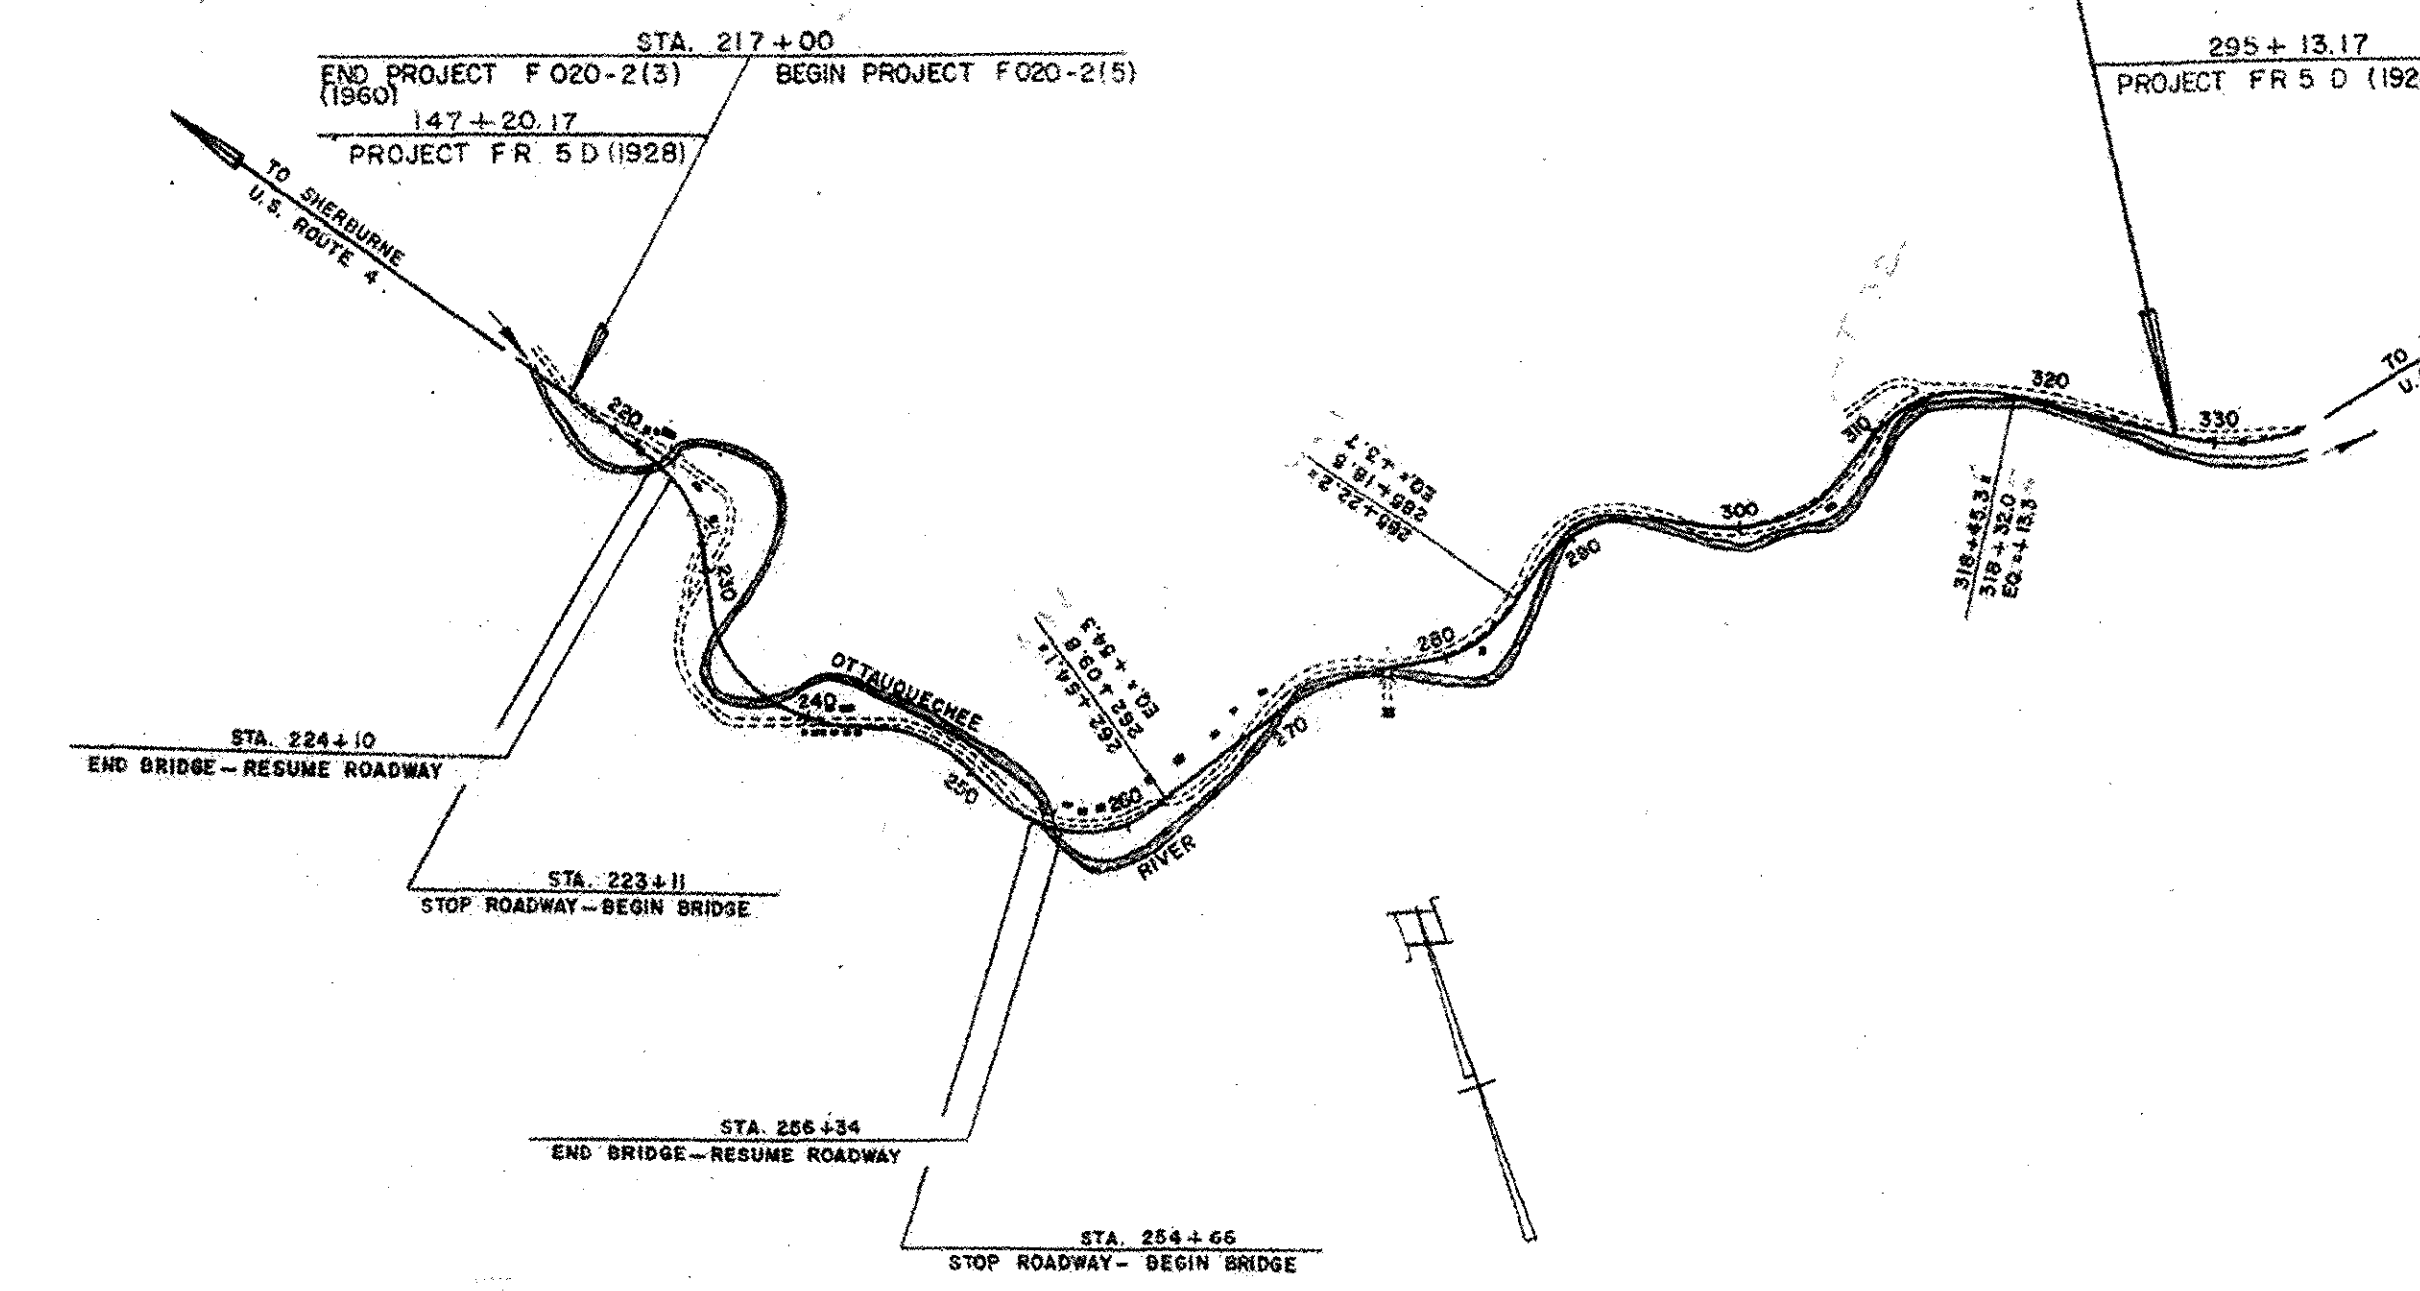 STA. 217+00
END PROJECT F 020-2(3)
(1960)
BEGIN PROJECT F 020-2(5)
147+20.17
PROJECT FR 5 D (1928)
295+13.17
PROJECT FR 5 D (192
TO SHERBURNE
U.S. ROUTE 4
TO
U.
220
230
240
250
260
270
280
290
300
310
320
330
OTTAUQUECHEE
RIVER
262+54.1=
262+09.8
EQ.=+54.3
285+22.2=
285+18.5
EQ.=+3.7
318+45.3=
318+32.0
EQ.=+13.3
STA. 224+10
END BRIDGE-RESUME ROADWAY
STA. 223+11
STOP ROADWAY-BEGIN BRIDGE
STA. 256+34
END BRIDGE-RESUME ROADWAY
STA. 254+66
STOP ROADWAY- BEGIN BRIDGE